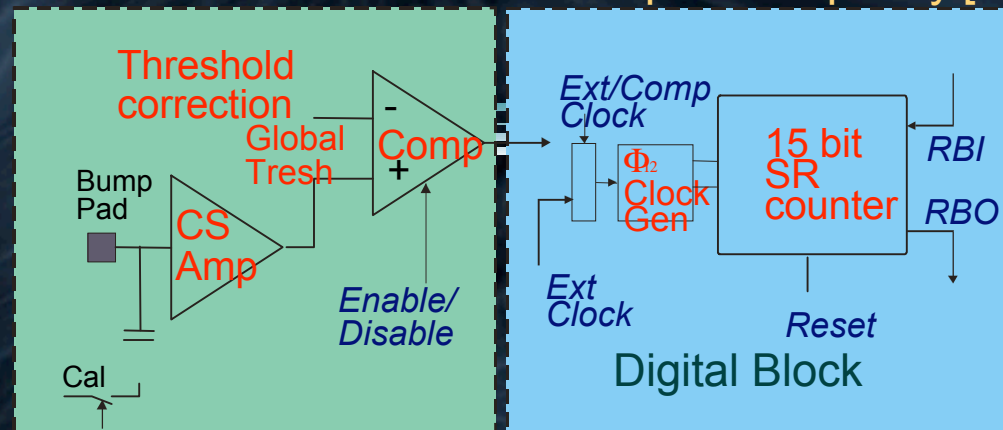 Threshold
correction
Global
Tresh
-
+
Comp
Bump
Pad
CS
Amp
Enable/
Disable
Cal
Ext/Comp
Clock
Φ12
Clock
Gen
Ext
Clock
15 bit
SR
counter
RBI
RBO
Reset
Digital Block